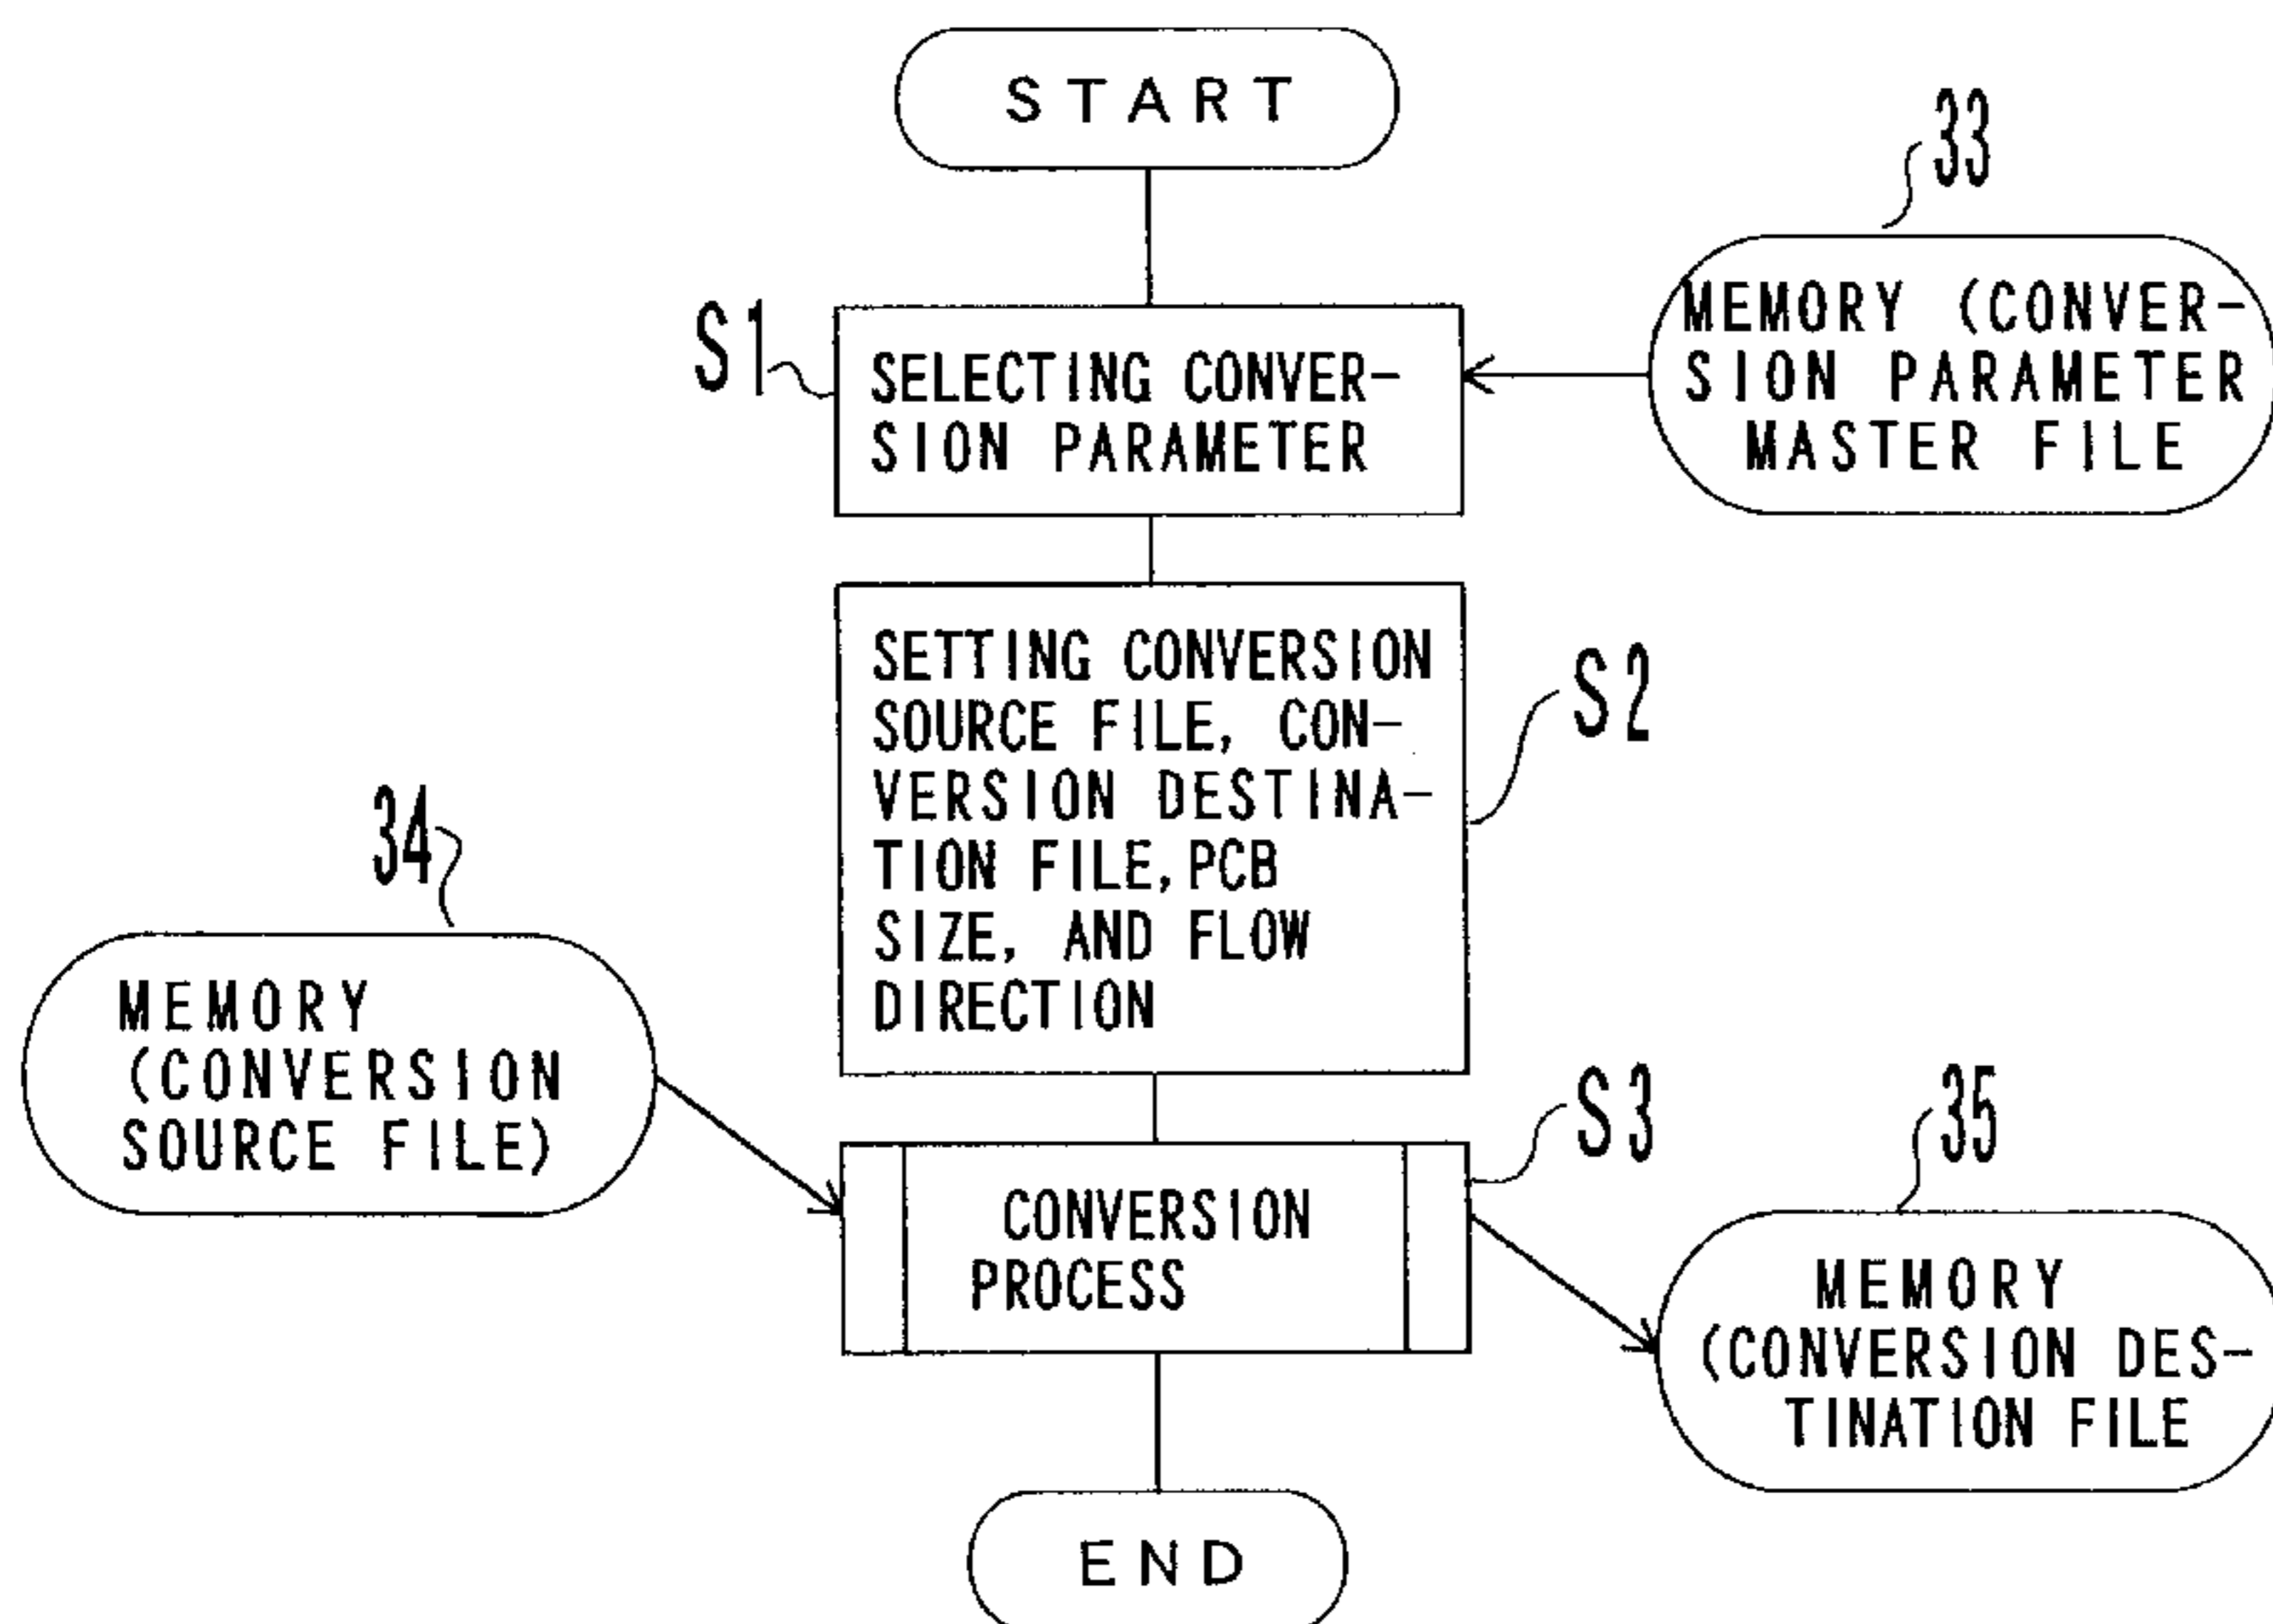 START
33
MEMORY (CONVER-
SION PARAMETER
MASTER FILE
S1
SELECTING CONVER-
SION PARAMETER
SETTING CONVERSION
SOURCE FILE, CON-
VERSION DESTINA-
TION FILE, PCB
SIZE, AND FLOW
DIRECTION
S2
34
MEMORY
(CONVERSION
SOURCE FILE)
S3
CONVERSION
PROCESS
35
MEMORY
(CONVERSION DES-
TINATION FILE
END